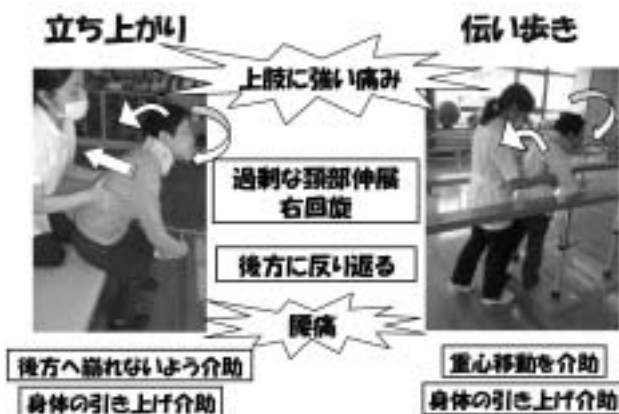 立ち上がり
伝い歩き
上肢に強い痛み
過剰な頚部伸展
右回旋
後方に反り返る
腰痛
後方へ崩れないよう介助
身体の引き上げ介助
重心移動を介助
身体の引き上げ介助